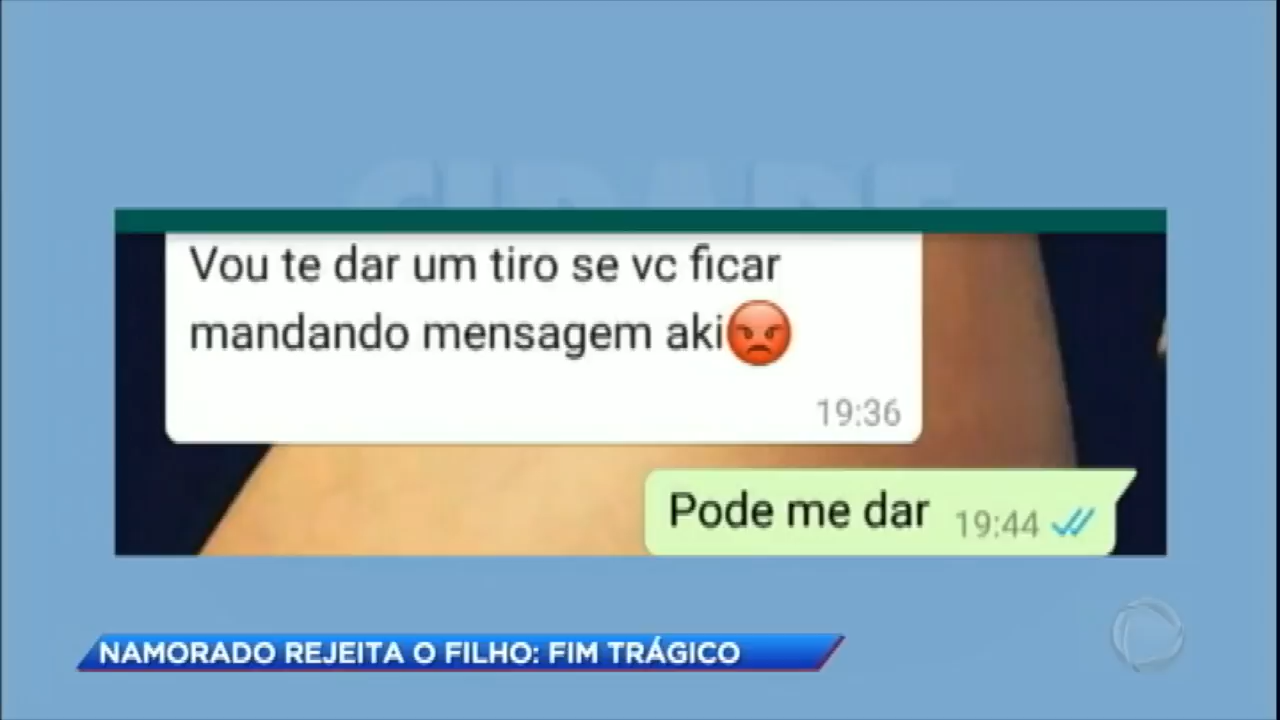 CIDADE
Vou te dar um tiro se vc ficar
mandando mensagem aki😡
19:36
Pode me dar 19:44
NAMORADO REJEITA O FILHO: FIM TRÁGICO